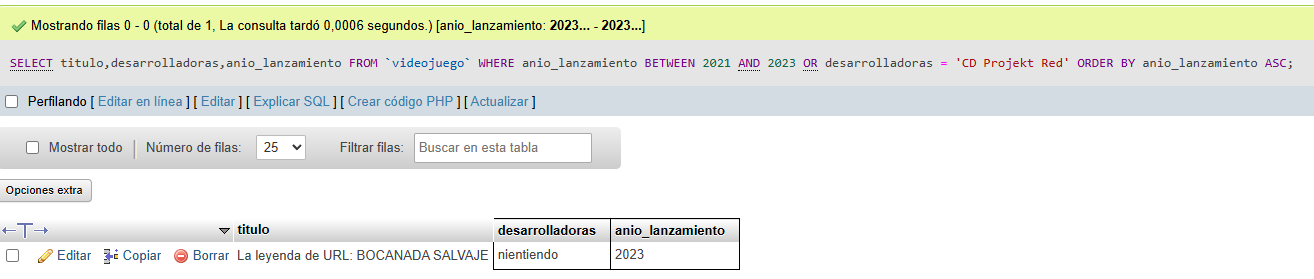 Mostrando filas 0 - 0 (total de 1, La consulta tardó 0,0006 segundos.) [anio_lanzamiento: 2023... - 2023...]
SELECT titulo,desarrolladoras,anio_lanzamiento FROM `videojuego` WHERE anio_lanzamiento BETWEEN 2021 AND 2023 OR desarrolladoras = 'CD Projekt Red' ORDER BY anio_lanzamiento ASC;
Perfilando [ Editar en línea ] [ Editar ] [ Explicar SQL ] [ Crear código PHP ] [ Actualizar ]
Mostrar todo | Número de filas: 25 Filtrar filas: Buscar en esta tabla
Opciones extra
←T→ titulo desarrolladoras anio_lanzamiento
Editar Copiar Borrar La leyenda de URL: BOCANADA SALVAJE nientiendo 2023